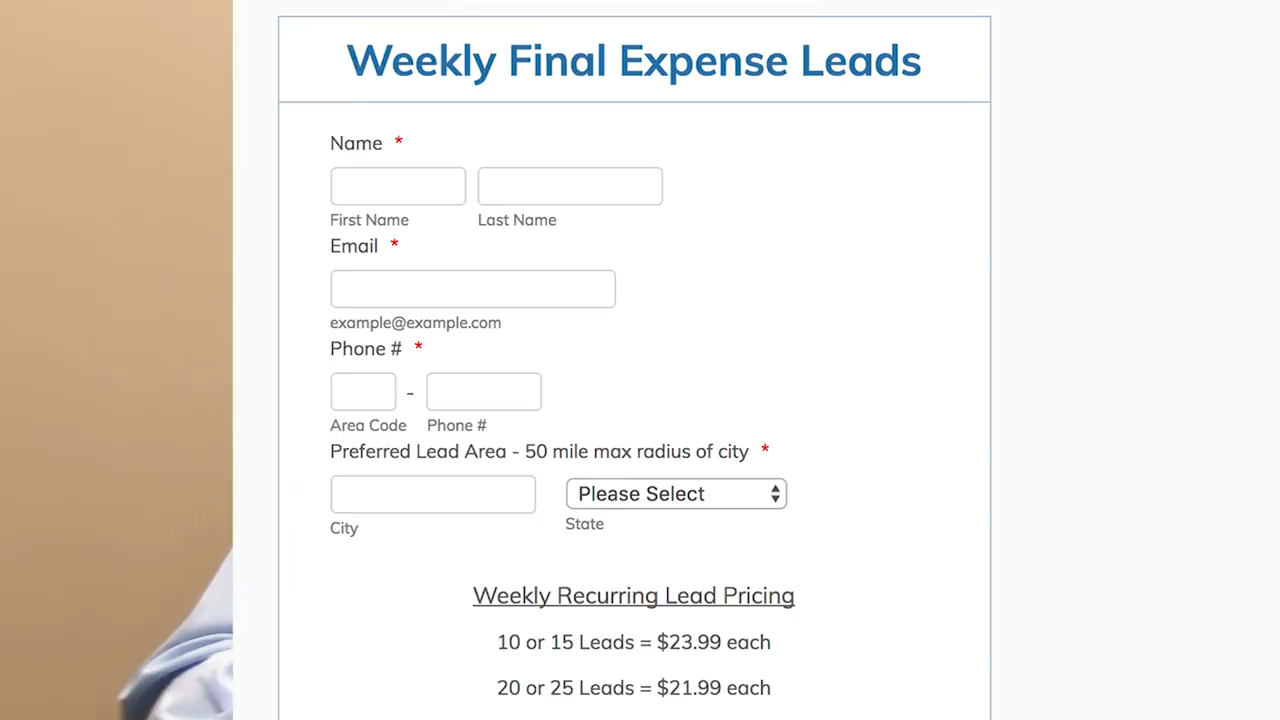 Weekly Final Expense Leads
Name *
First Name Last Name
Email *
example@example.com
Phone # *
-
Area Code Phone #
Preferred Lead Area - 50 mile max radius of city *
Please Select
City State
Weekly Recurring Lead Pricing
10 or 15 Leads = $23.99 each
20 or 25 Leads = $21.99 each